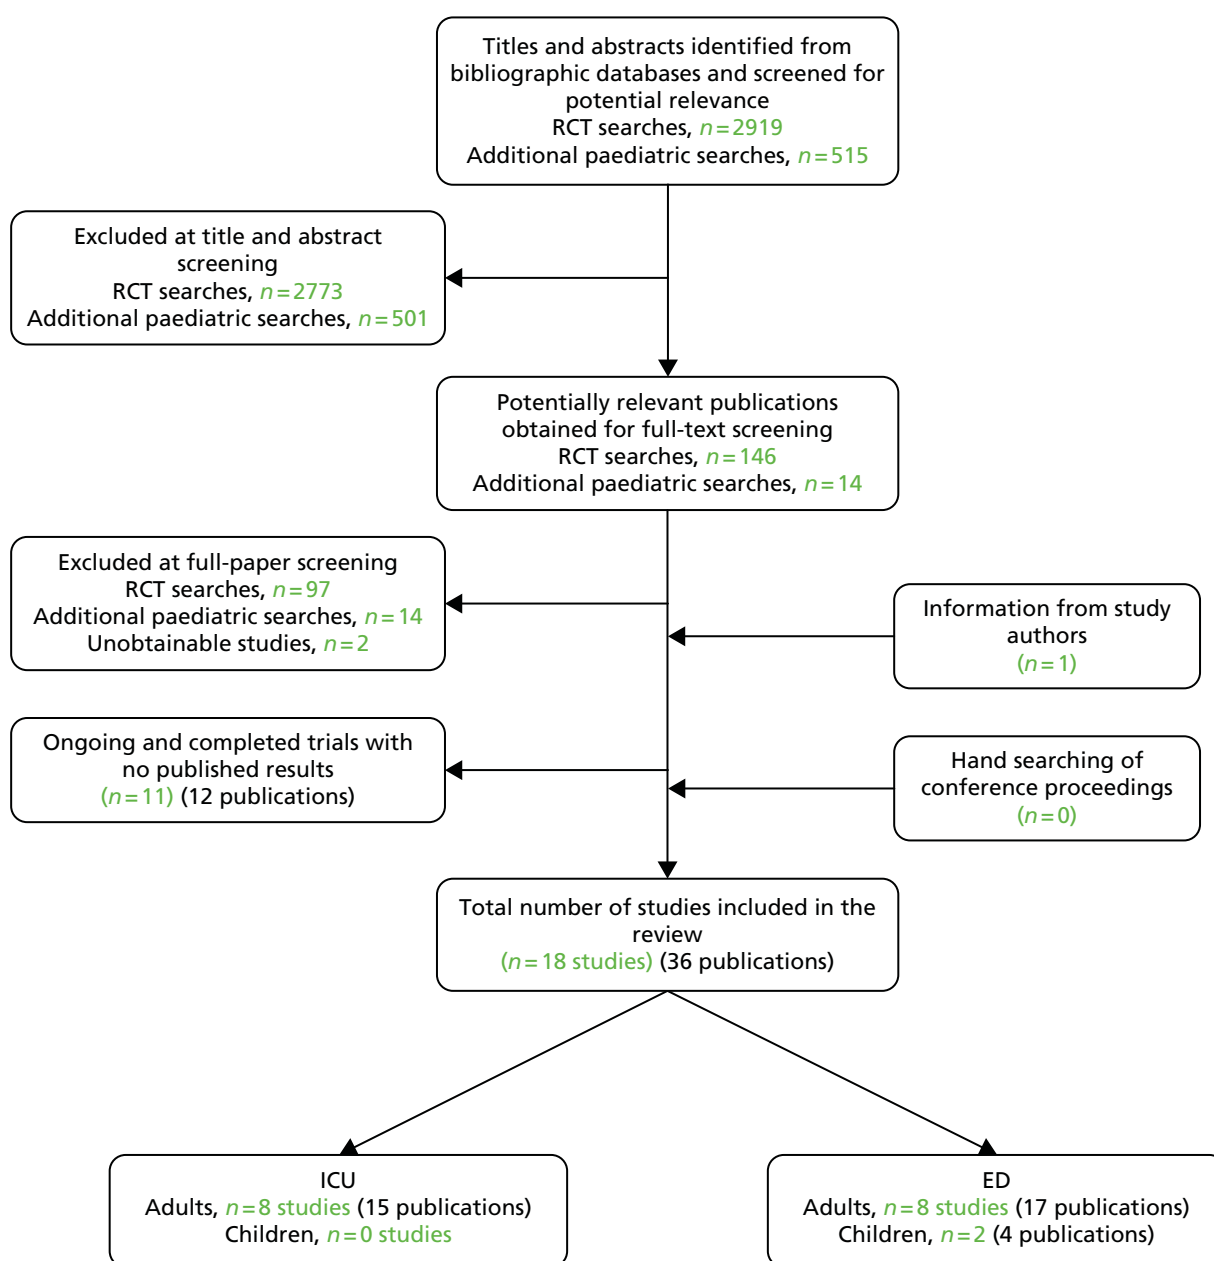 Titles and abstracts identified from
bibliographic databases and screened for
potential relevance
RCT searches, n=2919
Additional paediatric searches, n=515
Excluded at title and abstract
screening
RCT searches, n=2773
Additional paediatric searches, n=501
Potentially relevant publications
obtained for full-text screening
RCT searches, n=146
Additional paediatric searches, n=14
Excluded at full-paper screening
RCT searches, n=97
Additional paediatric searches, n=14
Unobtainable studies, n=2
Information from study
authors
(n=1)
Ongoing and completed trials with
no published results
(n=11) (12 publications)
Hand searching of
conference proceedings
(n=0)
Total number of studies included in the
review
(n=18 studies) (36 publications)
ICU
Adults, n=8 studies (15 publications)
Children, n=0 studies
ED
Adults, n=8 studies (17 publications)
Children, n=2 (4 publications)